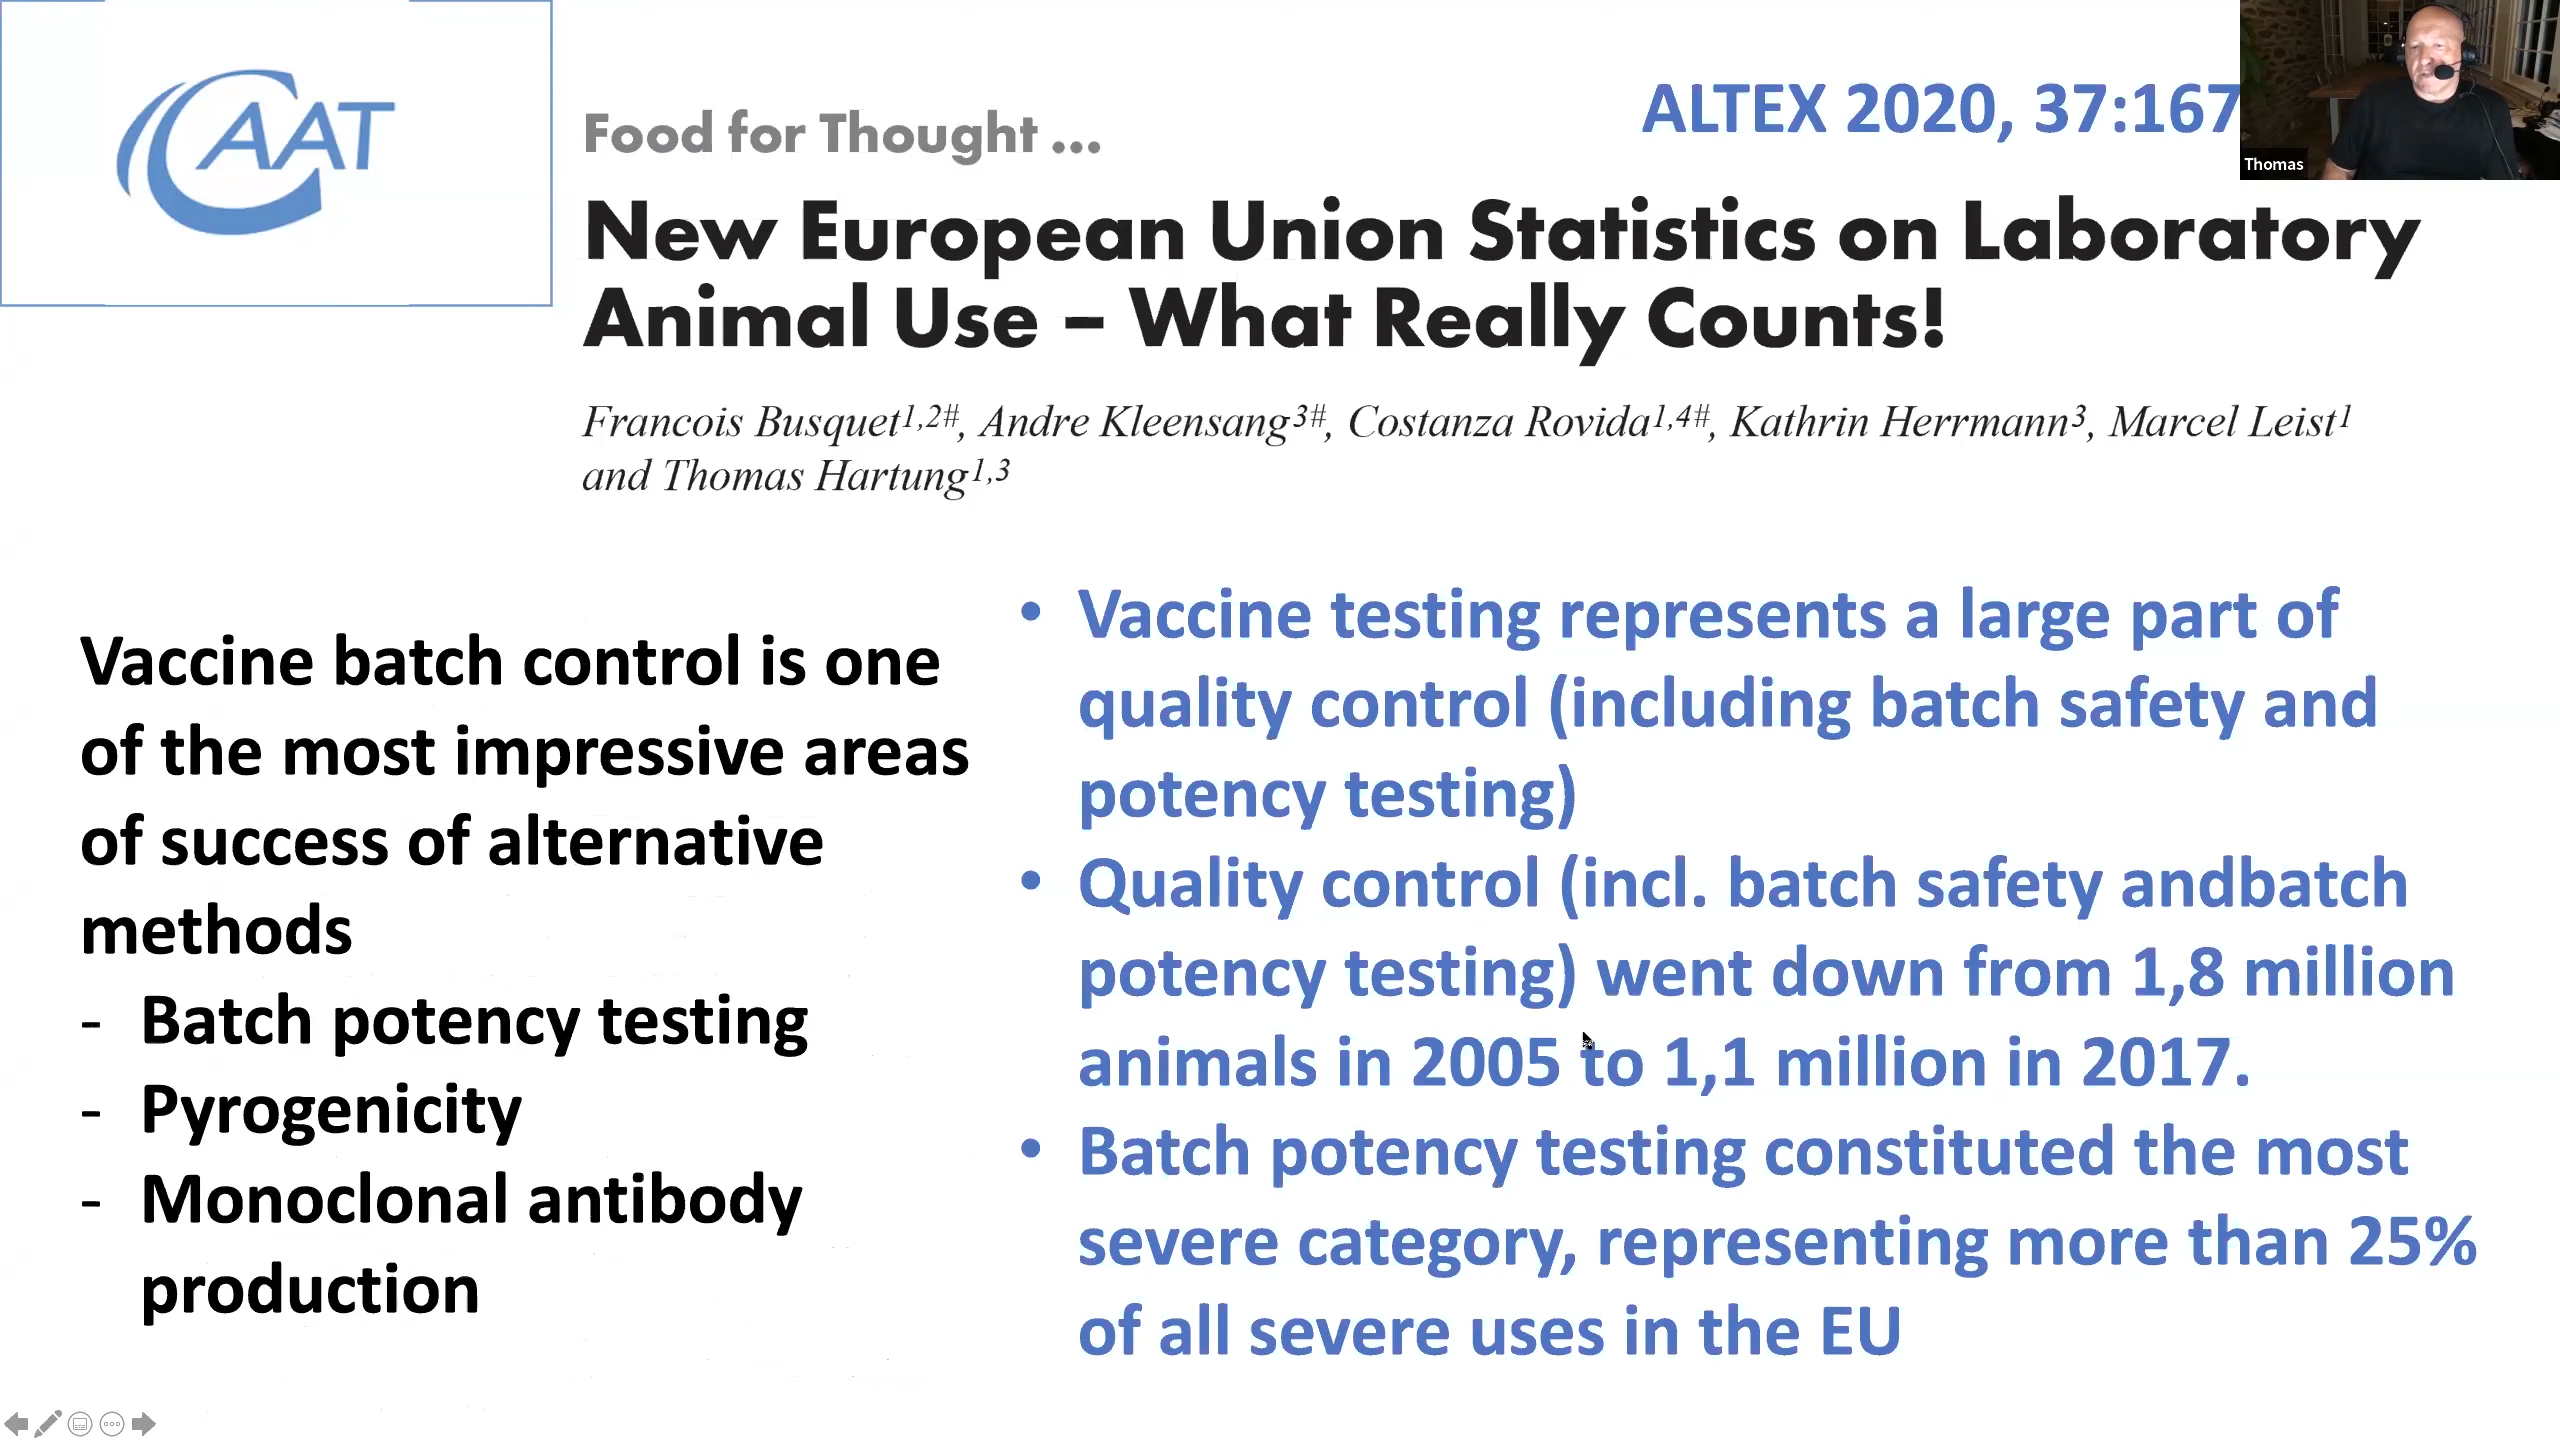 CAAT
Food for Thought ...
ALTEX 2020, 37:167
Thomas
New European Union Statistics on Laboratory
Animal Use – What Really Counts!
Francois Busquet1,2#, Andre Kleensang3#, Costanza Rovida1,4#, Kathrin Herrmann3, Marcel Leist1
and Thomas Hartung1,3
Vaccine batch control is one
of the most impressive areas
of success of alternative
methods
- Batch potency testing
- Pyrogenicity
- Monoclonal antibody
production
• Vaccine testing represents a large part of
quality control (including batch safety and
potency testing)
• Quality control (incl. batch safety andbatch
potency testing) went down from 1,8 million
animals in 2005 to 1,1 million in 2017.
• Batch potency testing constituted the most
severe category, representing more than 25%
of all severe uses in the EU